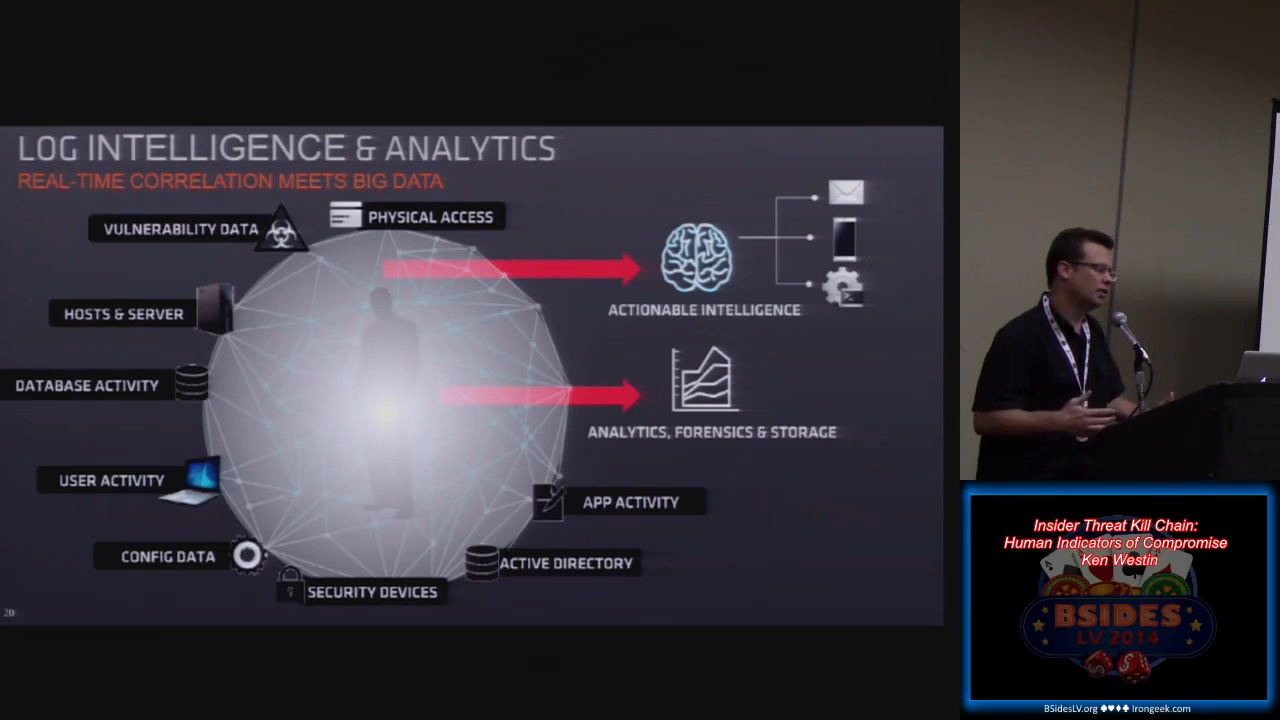 LOG INTELLIGENCE & ANALYTICS
REAL-TIME CORRELATION MEETS BIG DATA
VULNERABILITY DATA
PHYSICAL ACCESS
HOSTS & SERVER
ACTIONABLE INTELLIGENCE
DATABASE ACTIVITY
ANALYTICS, FORENSICS & STORAGE
USER ACTIVITY
APP ACTIVITY
CONFIG DATA
ACTIVE DIRECTORY
SECURITY DEVICES
20
Insider Threat Kill Chain:
Human Indicators of Compromise
Ken Westin
BSIDES
LV 2014
BSidesLV.org ♠♥♦♣ Irongeek.com